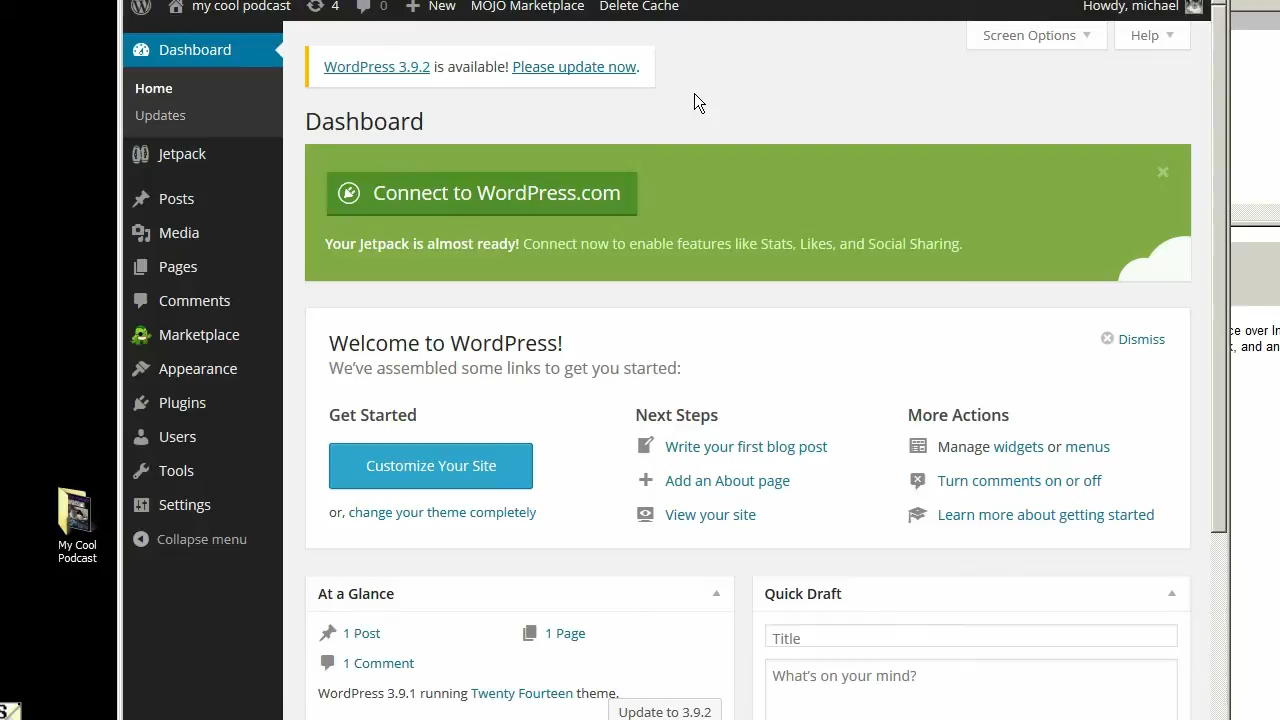 my cool podcast 4 0 New MOJO Marketplace Delete Cache Howdy, michael
Dashboard
Home
Updates
Jetpack
Posts
Media
Pages
Comments
Marketplace
Appearance
Plugins
Users
Tools
Settings
Collapse menu
Screen Options Help
WordPress 3.9.2 is available! Please update now.
Dashboard
Connect to WordPress.com
Your Jetpack is almost ready! Connect now to enable features like Stats, Likes, and Social Sharing.
Welcome to WordPress!
Dismiss
We've assembled some links to get you started:
Get Started
Customize Your Site
or, change your theme completely
Next Steps
Write your first blog post
Add an About page
View your site
More Actions
Manage widgets or menus
Turn comments on or off
Learn more about getting started
At a Glance
1 Post 1 Page
1 Comment
WordPress 3.9.1 running Twenty Fourteen theme.
Update to 3.9.2
Quick Draft
Title
What's on your mind?
My Cool
Podcast
over
and